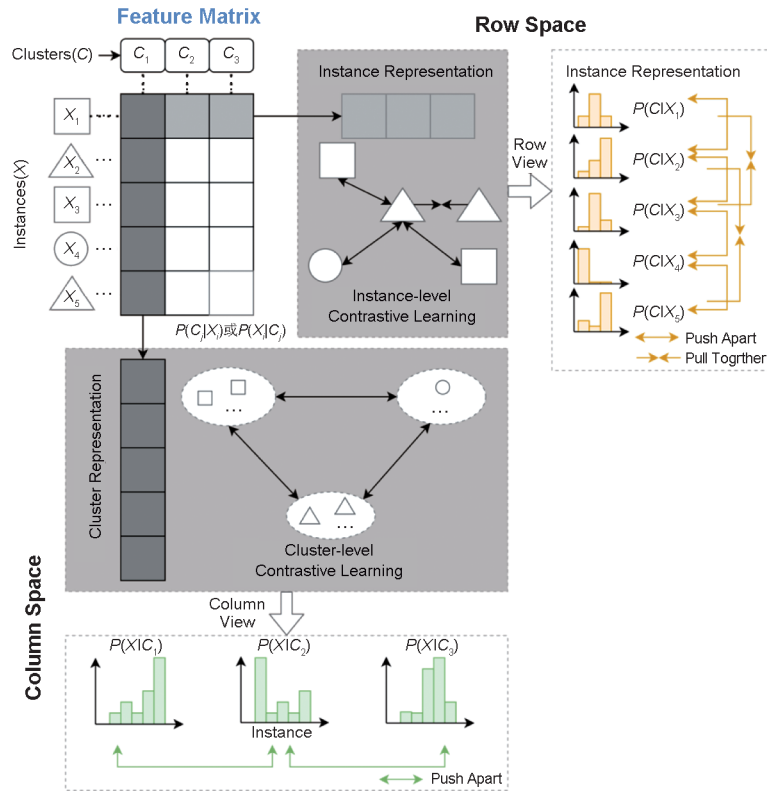 Feature Matrix
Row Space
Clusters(C)
C₁ C₂ C₃
Instances(X)
X₁
X₂
X₃
X₄
X₅
Instance Representation
Instance-level
Contrastive Learning
Row
View
Instance Representation
P(C|X₁)
P(C|X₂)
P(C|X₃)
P(C|X₄)
P(C|X₅)
Push Apart
Pull Togrther
P(Cⱼ|Xᵢ)或P(Xᵢ|Cⱼ)
Column Space
Cluster Representation
...
...
...
Cluster-level
Contrastive Learning
Column
View
P(X|C₁) P(X|C₂) P(X|C₃)
Instance
Push Apart